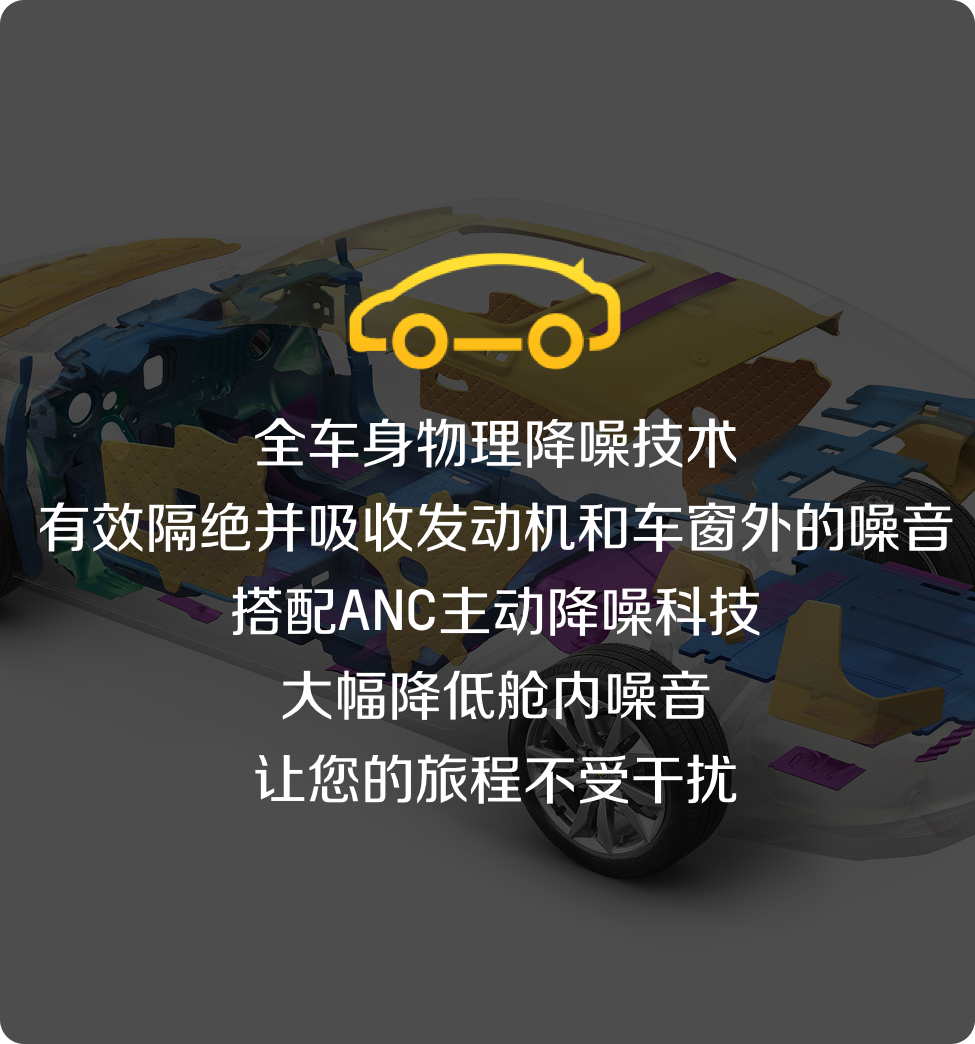 全车身物理降噪技术
有效隔绝并吸收发动机和车窗外的噪音
搭配ANC主动降噪科技
大幅降低舱内噪音
让您的旅程不受干扰